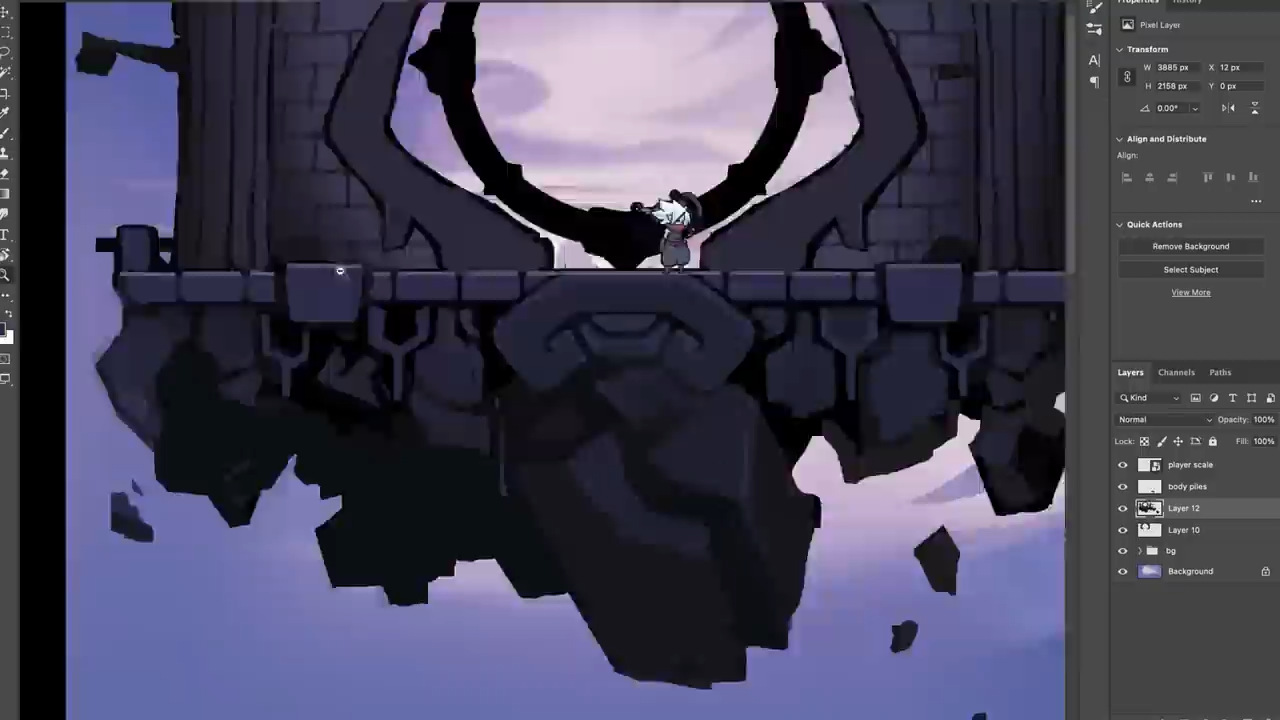 Properties
History
Pixel Layer
Transform
W 3885 px X 12 px
H 2158 px Y 0 px
0.00°
Align and Distribute
Align:
Quick Actions
Remove Background
Select Subject
View More
Layers Channels Paths
Kind
Normal Opacity: 100%
Lock: Fill: 100%
player scale
body piles
Layer 12
Layer 10
bg
Background